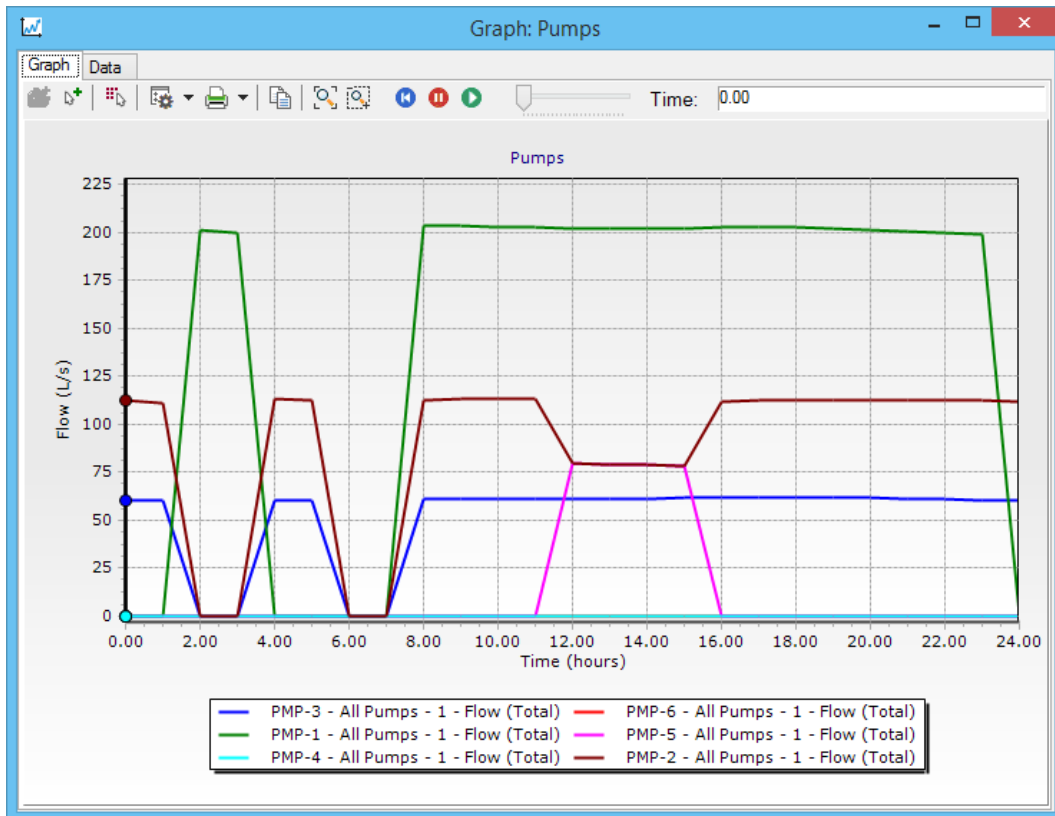 Graph: Pumps
Graph Data
Time: 0.00
Pumps
225
200
175
150
125
100
75
50
25
0
Flow (L/s)
0.00 2.00 4.00 6.00 8.00 10.00 12.00 14.00 16.00 18.00 20.00 22.00 24.00
Time (hours)
PMP-3 - All Pumps - 1 - Flow (Total) PMP-6 - All Pumps - 1 - Flow (Total)
PMP-1 - All Pumps - 1 - Flow (Total) PMP-5 - All Pumps - 1 - Flow (Total)
PMP-4 - All Pumps - 1 - Flow (Total) PMP-2 - All Pumps - 1 - Flow (Total)